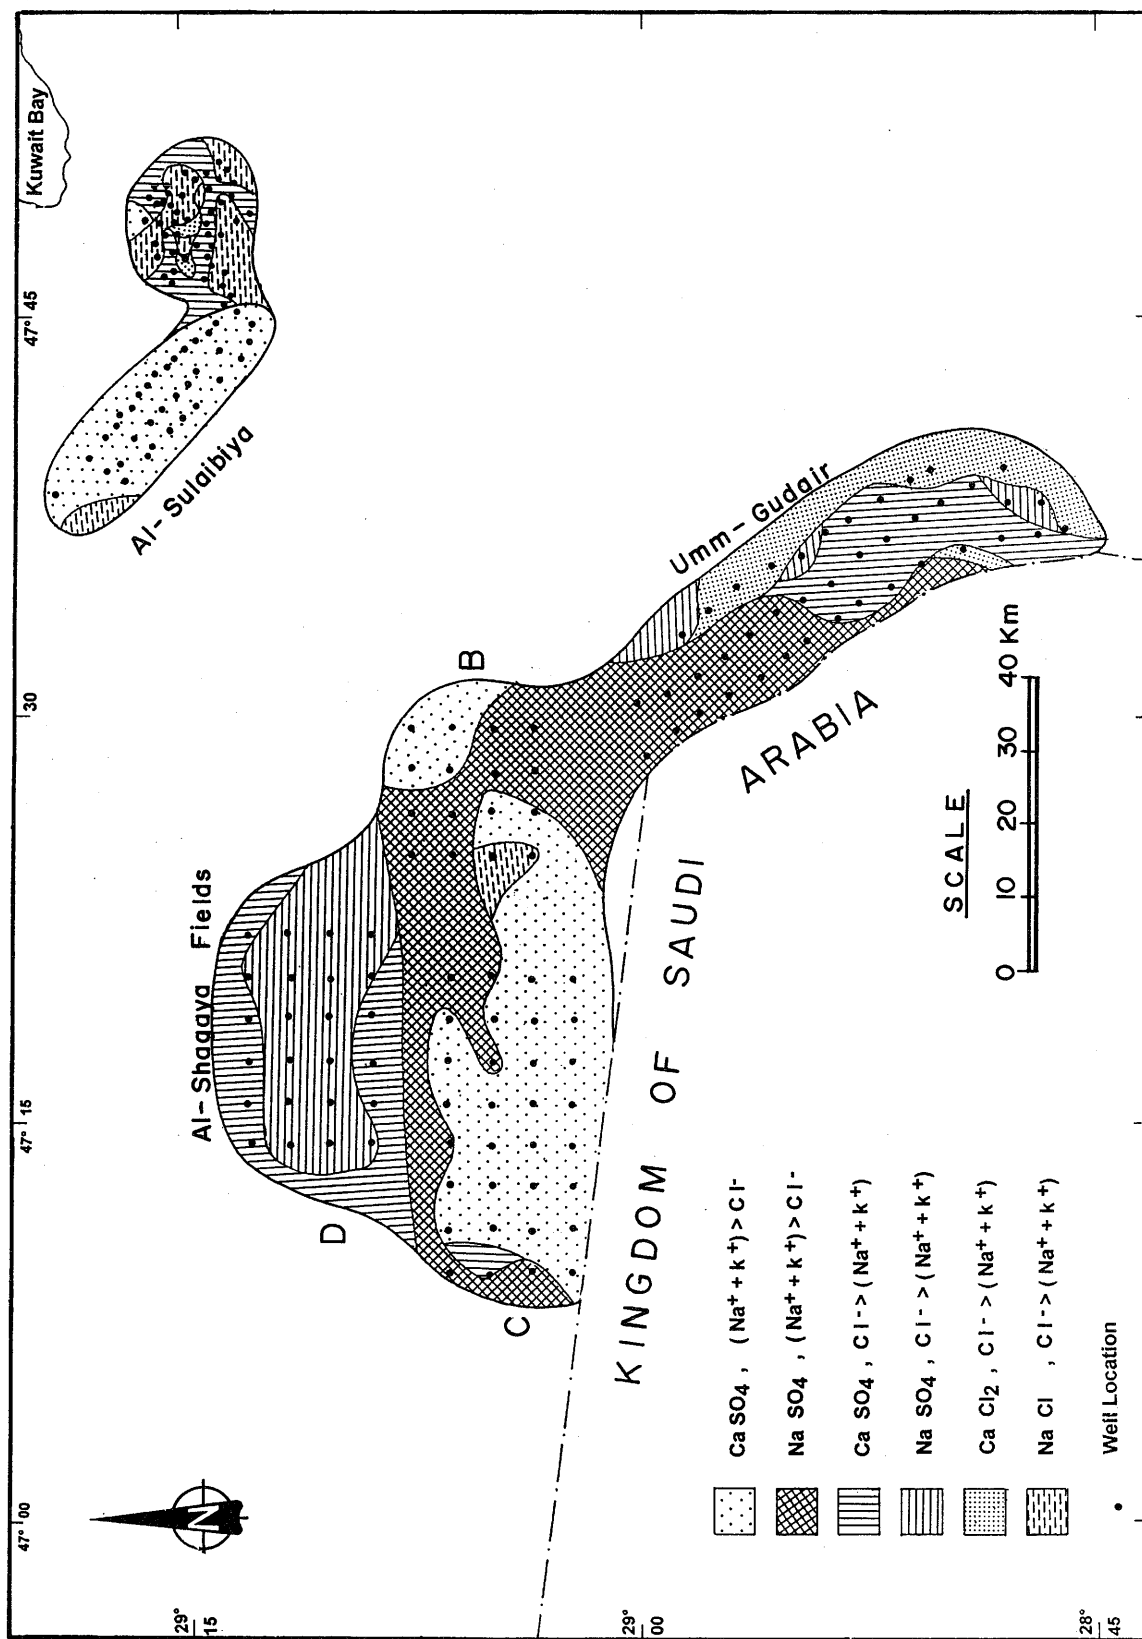 Kuwait Bay
47° 45
30
47° 15
47° 00
29° 15
29° 00
28° 45
Al-Sulaibiya
Umm-Gudair
B
Al-Shagaya Fields
D
C
KINGDOM OF SAUDI
ARABIA
SCALE
0 10 20 30 40 Km
N
Ca SO4 , (Na+ + k+) > Cl-
Na SO4 , (Na+ + k+) > Cl-
Ca SO4 , Cl- > (Na+ + k+)
Na SO4 , Cl- > (Na+ + k+)
Ca Cl2 , Cl- > (Na+ + k+)
Na Cl , Cl- > (Na+ + k+)
Well Location